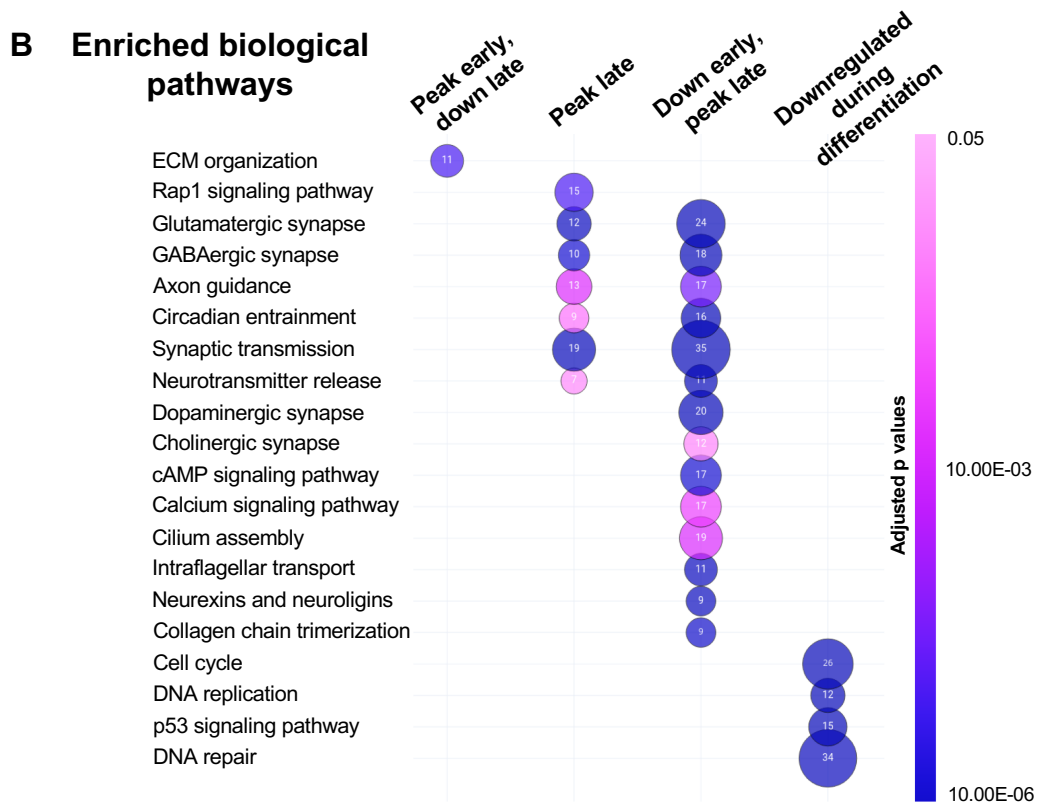 B Enriched biological
pathways
Peak early,
down late
Peak late
Down early,
peak late
Downregulated
during
differentiation
ECM organization 11
Rap1 signaling pathway 15
Glutamatergic synapse 12 24
GABAergic synapse 10 18
Axon guidance 13 17
Circadian entrainment 9 16
Synaptic transmission 19 35
Neurotransmitter release 7 11
Dopaminergic synapse 20
Cholinergic synapse 12
cAMP signaling pathway 17
Calcium signaling pathway 17
Cilium assembly 19
Intraflagellar transport 11
Neurexins and neuroligins 9
Collagen chain trimerization 9
Cell cycle 26
DNA replication 12
p53 signaling pathway 15
DNA repair 34
Adjusted p values
0.05
10.00E-03
10.00E-06